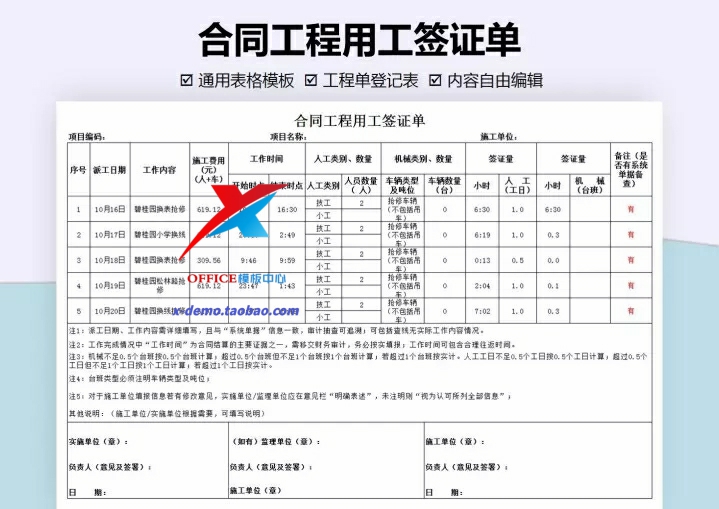 合同工程用工签证单
☑ 通用表格模板 ☑ 工程单登记表 ☑ 内容自由编辑
合同工程用工签证单
项目编码： 项目名称： 施工单位：
序号 派工日期 工作内容 施工费用（元）（人+车） 工作时间 人工类别、数量 机械类别、数量 签证量 签证量 备注（是否有系统单据备查）
开始时点 结束时点 人工类别 人员数量（人） 车辆类型及吨位 车辆数量（台） 小时 人 工（工日） 小时 机 械（台班）
1 10月16日 碧桂园换表抢修 619.12 16:30 技工 2 抢修车辆（不包括吊车） 0 6:30 1.0 6:30 有
小工
2 10月17日 碧桂园小学换线 2:49 技工 2 抢修车辆（不包括吊车） 0 6:19 1.0 0.3 有
小工
3 10月18日 碧桂园换表抢修 309.56 9:46 9:59 技工 2 抢修车辆（不包括吊车） 0 0:13 0.5 0.0 有
小工
4 10月19日 碧桂园松林路抢修 619.12 23:47 1:43 技工 2 抢修车辆（不包括吊车） 0 2:04 1.0 0.1 有
小工
5 10月20日 碧桂园换线抢修 技工 2 抢修车辆（不包括吊车） 0 7:02 1.0 0.3 有
小工
OFFICE模板中心
x-demo.taobao.com
注1：派工日期、工作内容需详细填写，且与“系统单据”信息一致，审计抽查可追溯；可包括查线无实际工作内容情况。
注2：工作完成情况中“工作时间”为合同结算的主要证据之一，需移交财务审计，务必按实填报；工作时间可包含合理往返时间。
注3：机械不足0.5个台班按0.5个台班计算；超过0.5个台班但不足1个台班按1个台班计算；若超过1个台班按实计。人工工日不足0.5个工日按0.5个工日计算；超过0.5个
工日但不足1个工日按1个工日计算；若超过1个工日按实计。
注4：台班类型必须注明车辆类型及吨位；
注5：对于施工单位填报信息若有修改意见，实施单位/监理单位应在意见栏“明确表述”，未注明则“视为认可所列全部信息”；
其他说明：（施工单位/实施单位根据需要，可填写说明）
实施单位（章）： （如有）监理单位（章）： 施工单位（章）：
负责人（意见及签署）： 负责人（意见及签署）： 负责人（意见及签署）：
日 期： 施工单位（章） 日 期：